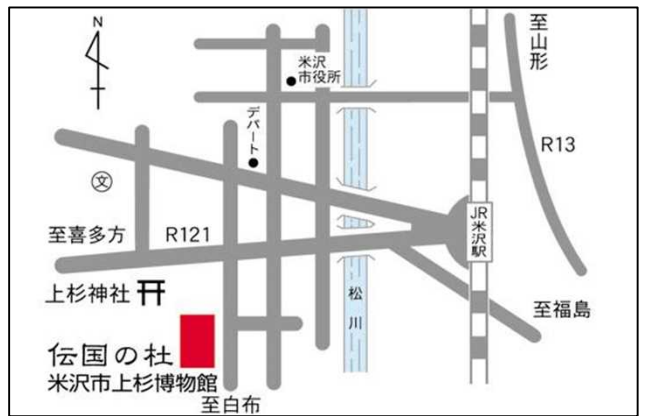 N
至山形
米沢
市役所
デパート
R13
文
JR米沢駅
至喜多方
R121
上杉神社
松川
至福島
伝国の杜
米沢市上杉博物館
至白布